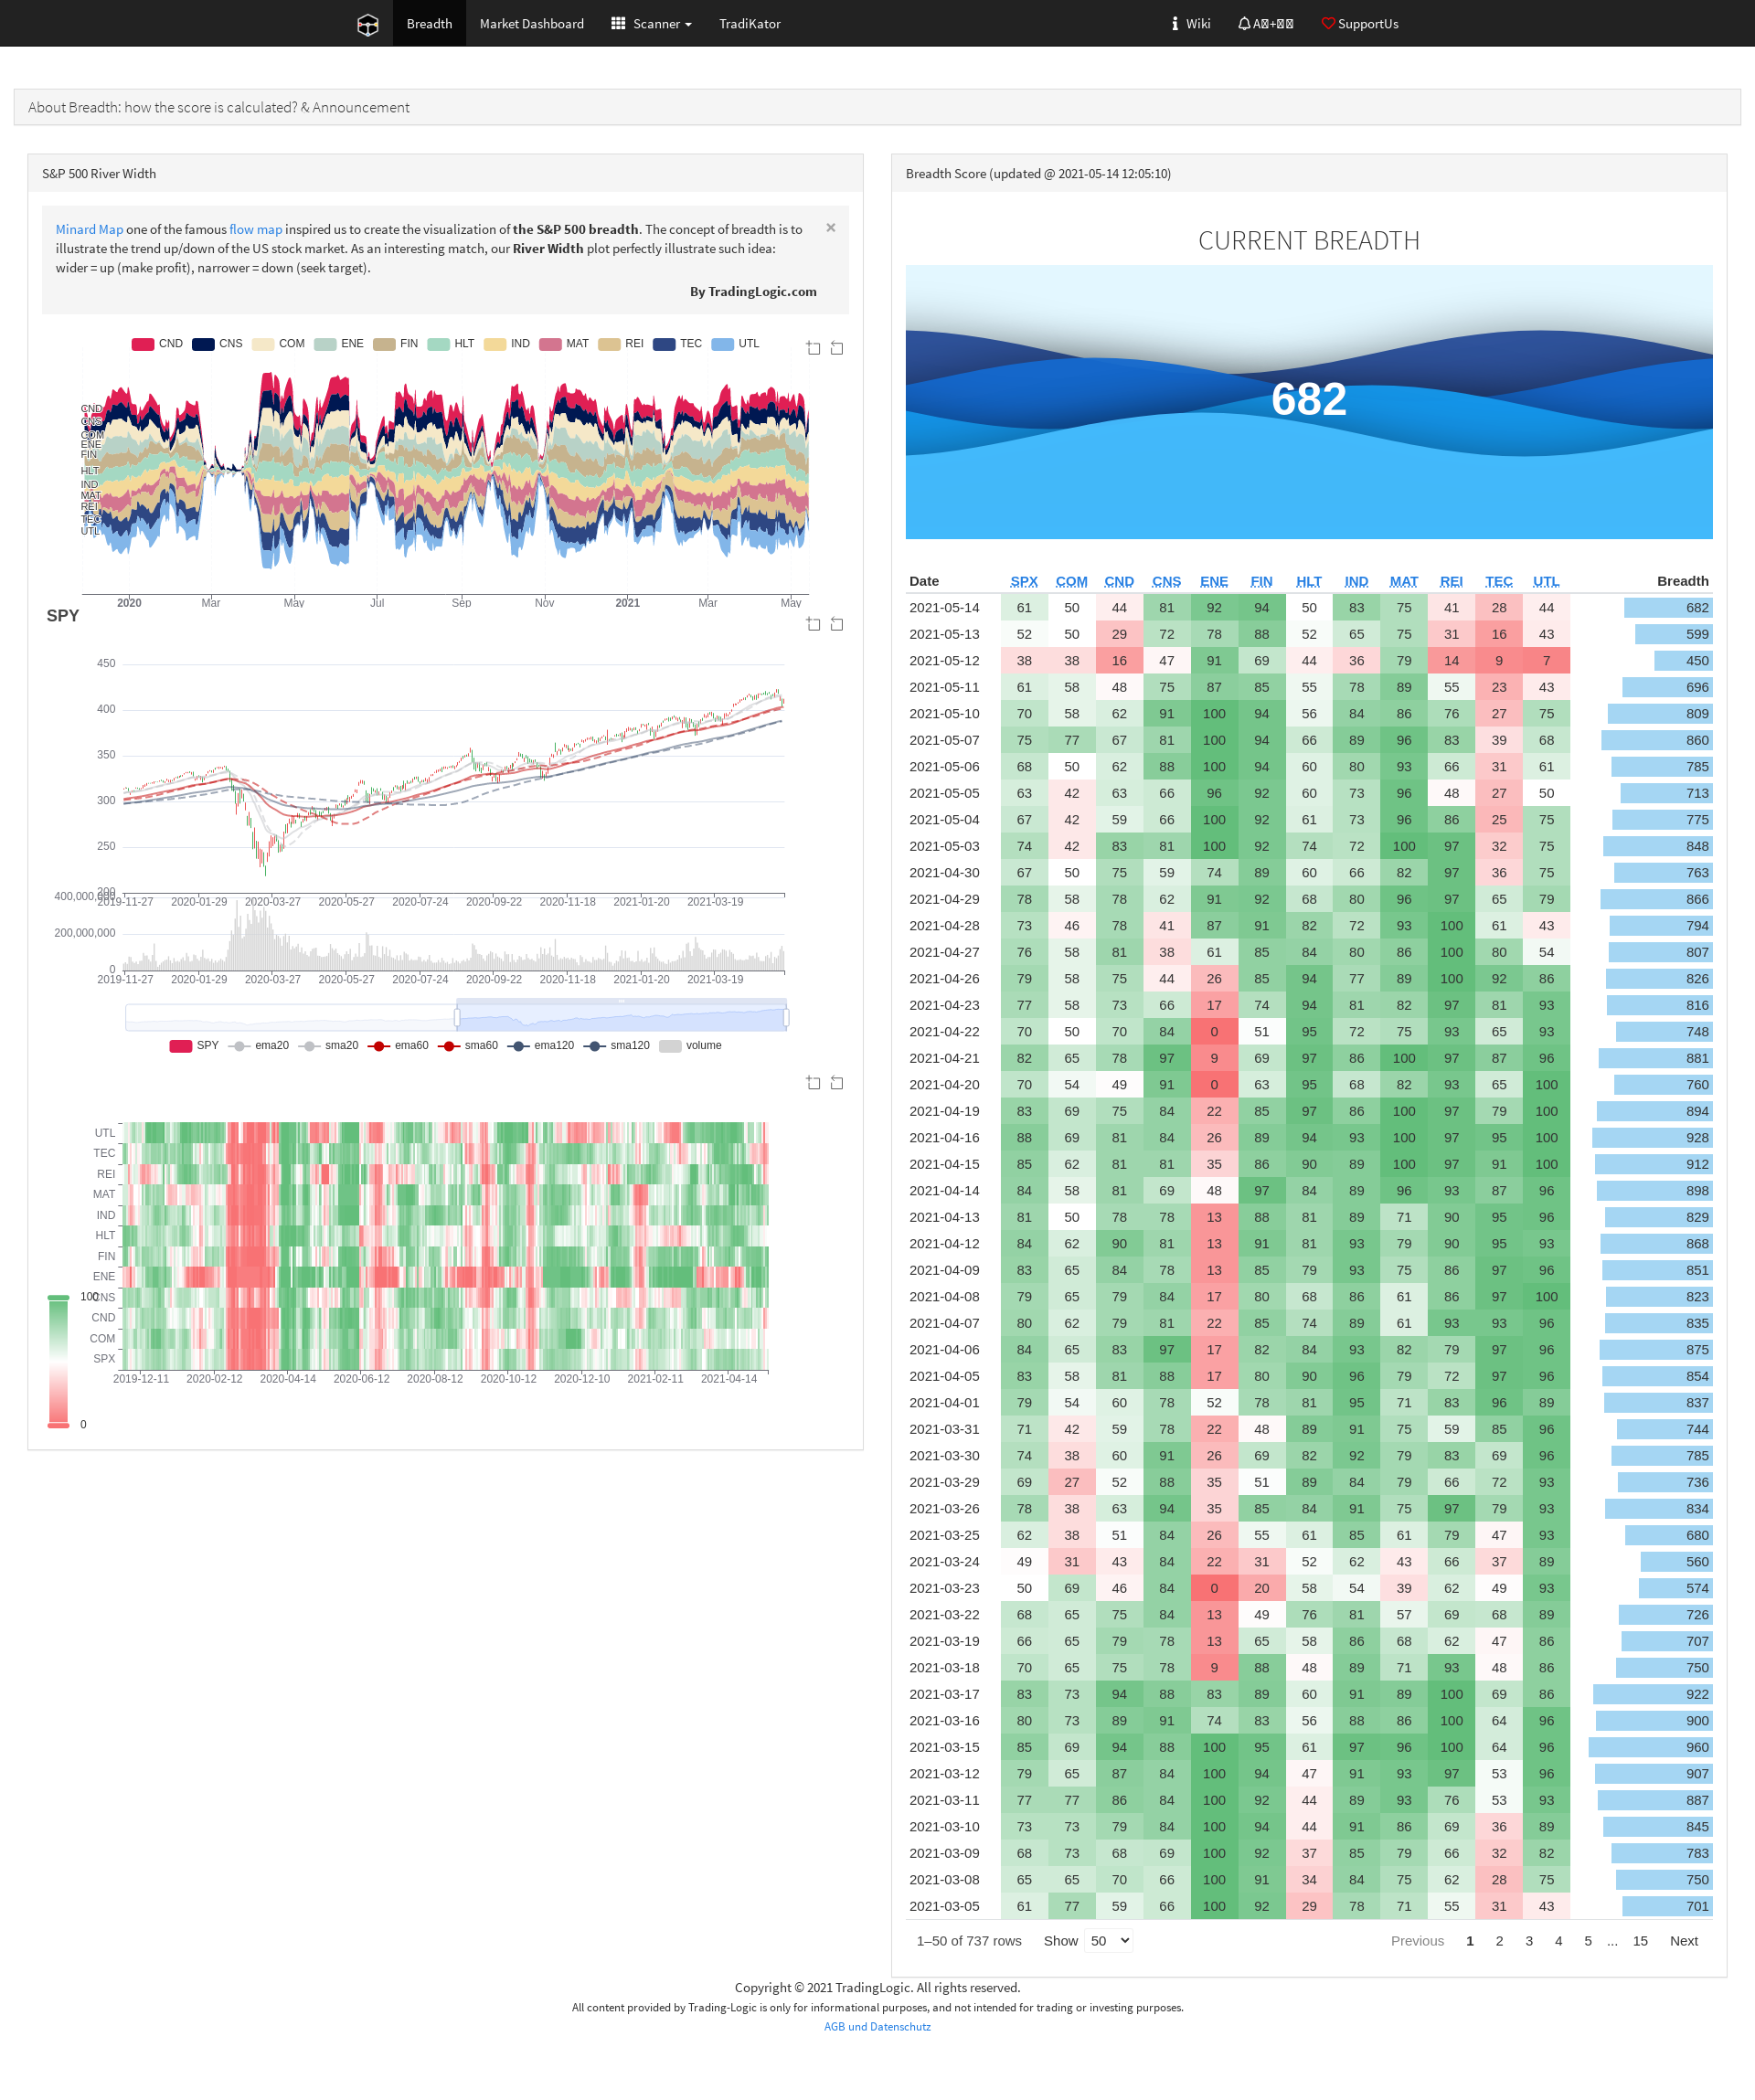 Breadth
Market Dashboard
Scanner
TradiKator
Wiki
SupportUs
About Breadth: how the score is calculated? & Announcement
S&P 500 River Width
Minard Map one of the famous flow map inspired us to create the visualization of the S&P 500 breadth. The concept of breadth is to
illustrate the trend up/down of the US stock market. As an interesting match, our River Width plot perfectly illustrate such idea:
wider = up (make profit), narrower = down (seek target).
×
By TradingLogic.com
CND CNS COM ENE FIN HLT IND MAT REI TEC UTL
CND
CNS
COM
ENE
FIN
HLT
IND
MAT
REI
TEC
UTL
2020 Mar May Jul Sep Nov 2021 Mar May
SPY
450
400
350
300
250
200
2019-11-27 2020-01-29 2020-03-27 2020-05-27 2020-07-24 2020-09-22 2020-11-18 2021-01-20 2021-03-19
400,000,000
200,000,000
0
2019-11-27 2020-01-29 2020-03-27 2020-05-27 2020-07-24 2020-09-22 2020-11-18 2021-01-20 2021-03-19
SPY ema20 sma20 ema60 sma60 ema120 sma120 volume
UTL
TEC
REI
MAT
IND
HLT
FIN
ENE
CNS
CND
COM
SPX
2019-12-11 2020-02-12 2020-04-14 2020-06-12 2020-08-12 2020-10-12 2020-12-10 2021-02-11 2021-04-14
100
0
Breadth Score (updated @ 2021-05-14 12:05:10)
CURRENT BREADTH
682
Date SPX COM CND CNS ENE FIN HLT IND MAT REI TEC UTL Breadth
2021-05-14 61 50 44 81 92 94 50 83 75 41 28 44 682
2021-05-13 52 50 29 72 78 88 52 65 75 31 16 43 599
2021-05-12 38 38 16 47 91 69 44 36 79 14 9 7 450
2021-05-11 61 58 48 75 87 85 55 78 89 55 23 43 696
2021-05-10 70 58 62 91 100 94 56 84 86 76 27 75 809
2021-05-07 75 77 67 81 100 94 66 89 96 83 39 68 860
2021-05-06 68 50 62 88 100 94 60 80 93 66 31 61 785
2021-05-05 63 42 63 66 96 92 60 73 96 48 27 50 713
2021-05-04 67 42 59 66 100 92 61 73 96 86 25 75 775
2021-05-03 74 42 83 81 100 92 74 72 100 97 32 75 848
2021-04-30 67 50 75 59 74 89 60 66 82 97 36 75 763
2021-04-29 78 58 78 62 91 92 68 80 96 97 65 79 866
2021-04-28 73 46 78 41 87 91 82 72 93 100 61 43 794
2021-04-27 76 58 81 38 61 85 84 80 86 100 80 54 807
2021-04-26 79 58 75 44 26 85 94 77 89 100 92 86 826
2021-04-23 77 58 73 66 17 74 94 81 82 97 81 93 816
2021-04-22 70 50 70 84 0 51 95 72 75 93 65 93 748
2021-04-21 82 65 78 97 9 69 97 86 100 97 87 96 881
2021-04-20 70 54 49 91 0 63 95 68 82 93 65 100 760
2021-04-19 83 69 75 84 22 85 97 86 100 97 79 100 894
2021-04-16 88 69 81 84 26 89 94 93 100 97 95 100 928
2021-04-15 85 62 81 81 35 86 90 89 100 97 91 100 912
2021-04-14 84 58 81 69 48 97 84 89 96 93 87 96 898
2021-04-13 81 50 78 78 13 88 81 89 71 90 95 96 829
2021-04-12 84 62 90 81 13 91 81 93 79 90 95 93 868
2021-04-09 83 65 84 78 13 85 79 93 75 86 97 96 851
2021-04-08 79 65 79 84 17 80 68 86 61 86 97 100 823
2021-04-07 80 62 79 81 22 85 74 89 61 93 93 96 835
2021-04-06 84 65 83 97 17 82 84 93 82 79 97 96 875
2021-04-05 83 58 81 88 17 80 90 96 79 72 97 96 854
2021-04-01 79 54 60 78 52 78 81 95 71 83 96 89 837
2021-03-31 71 42 59 78 22 48 89 91 75 59 85 96 744
2021-03-30 74 38 60 91 26 69 82 92 79 83 69 96 785
2021-03-29 69 27 52 88 35 51 89 84 79 66 72 93 736
2021-03-26 78 38 63 94 35 85 84 91 75 97 79 93 834
2021-03-25 62 38 51 84 26 55 61 85 61 79 47 93 680
2021-03-24 49 31 43 84 22 31 52 62 43 66 37 89 560
2021-03-23 50 69 46 84 0 20 58 54 39 62 49 93 574
2021-03-22 68 65 75 84 13 49 76 81 57 69 68 89 726
2021-03-19 66 65 79 78 13 65 58 86 68 62 47 86 707
2021-03-18 70 65 75 78 9 88 48 89 71 93 48 86 750
2021-03-17 83 73 94 88 83 89 60 91 89 100 69 86 922
2021-03-16 80 73 89 91 74 83 56 88 86 100 64 96 900
2021-03-15 85 69 94 88 100 95 61 97 96 100 64 96 960
2021-03-12 79 65 87 84 100 94 47 91 93 97 53 96 907
2021-03-11 77 77 86 84 100 92 44 89 93 76 53 93 887
2021-03-10 73 73 79 84 100 94 44 91 86 69 36 89 845
2021-03-09 68 73 68 69 100 92 37 85 79 66 32 82 783
2021-03-08 65 65 70 66 100 91 34 84 75 62 28 75 750
2021-03-05 61 77 59 66 100 92 29 78 71 55 31 43 701
1–50 of 737 rows Show 50 Previous 1 2 3 4 5 ... 15 Next
Copyright © 2021 TradingLogic. All rights reserved.
All content provided by Trading-Logic is only for informational purposes, and not intended for trading or investing purposes.
AGB und Datenschutz